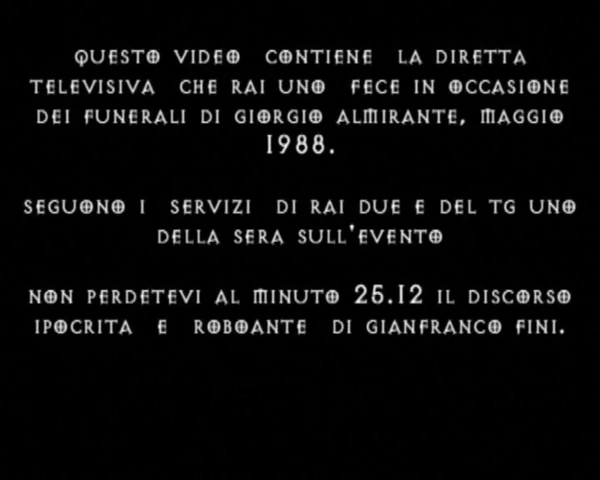 QUESTO VIDEO CONTIENE LA DIRETTA
TELEVISIVA CHE RAI UNO FECE IN OCCASIONE
DEI FUNERALI DI GIORGIO ALMIRANTE, MAGGIO
1988.
SEGUONO I SERVIZI DI RAI DUE E DEL TG UNO
DELLA SERA SULL'EVENTO
NON PERDETEVI AL MINUTO 25.12 IL DISCORSO
IPOCRITA E ROBOANTE DI GIANFRANCO FINI.